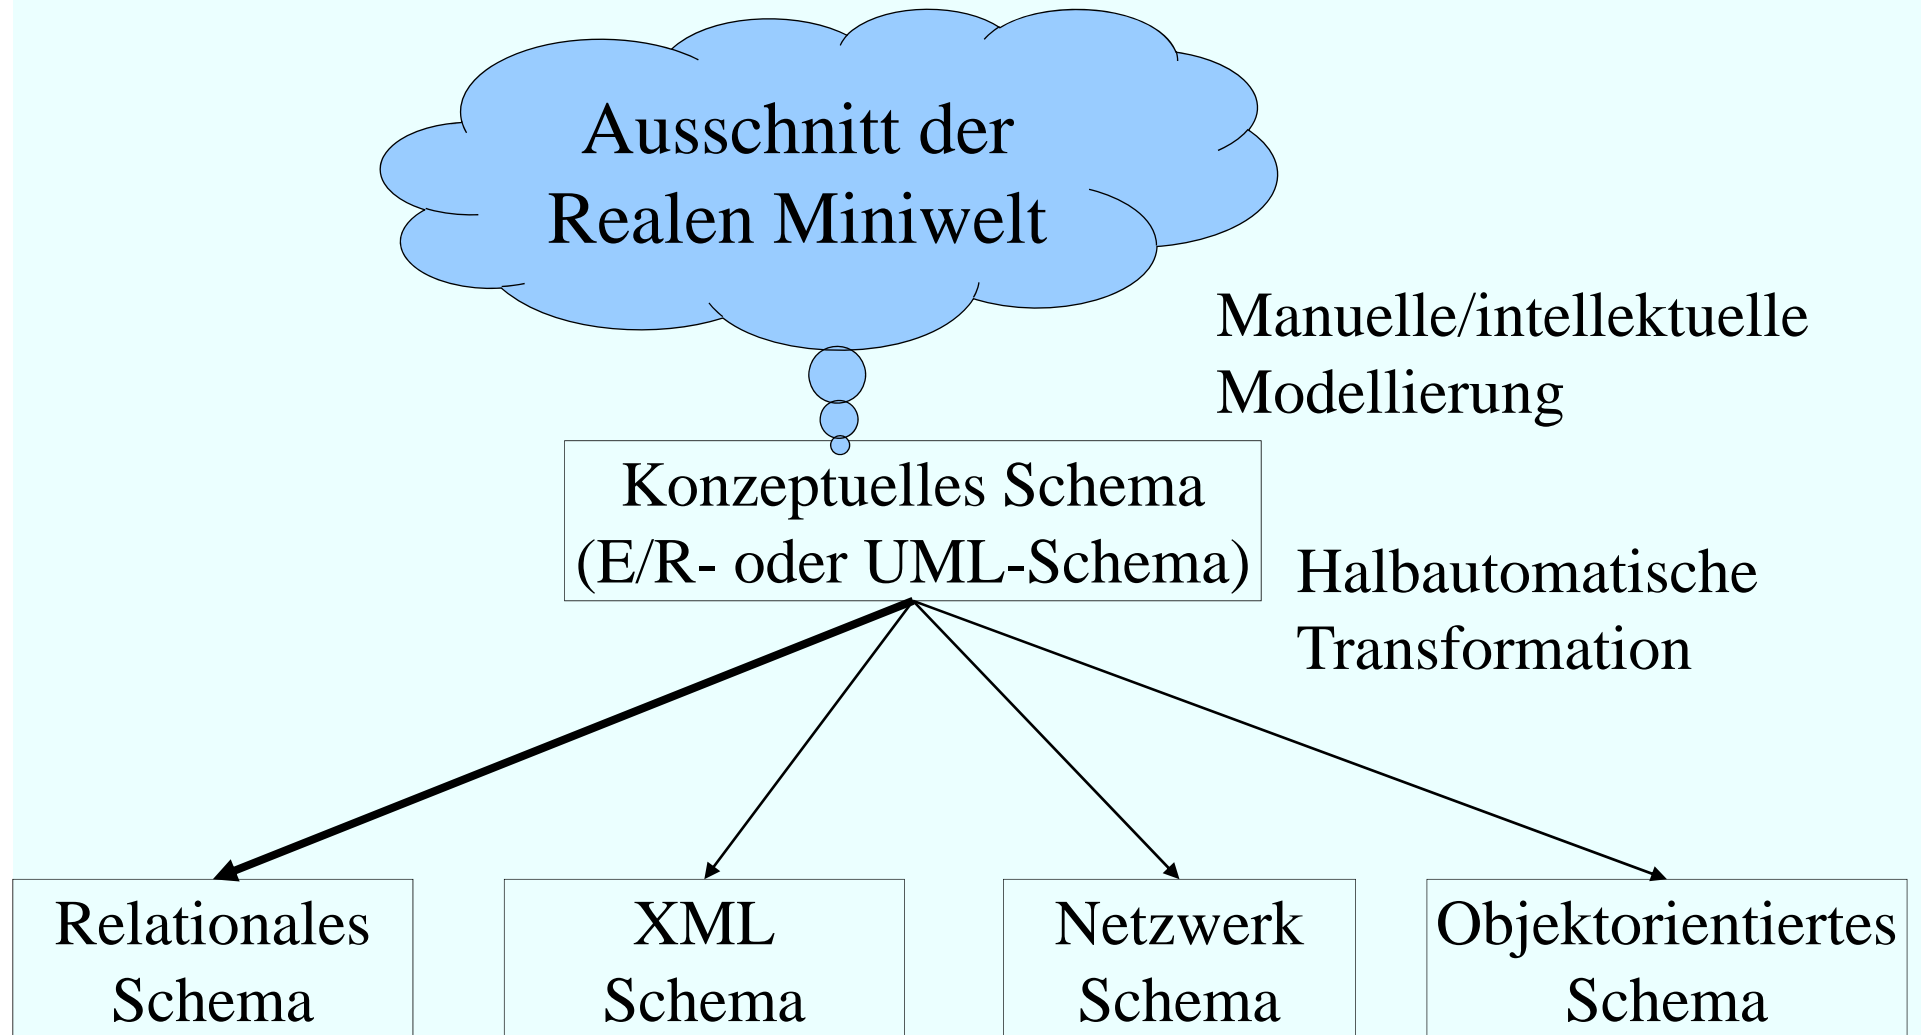 Ausschnitt der
Realen Miniwelt
Manuelle/intellektuelle
Modellierung
Konzeptuelles Schema
(E/R- oder UML-Schema)
Halbautomatische
Transformation
Relationales
Schema
XML
Schema
Netzwerk
Schema
Objektorientiertes
Schema